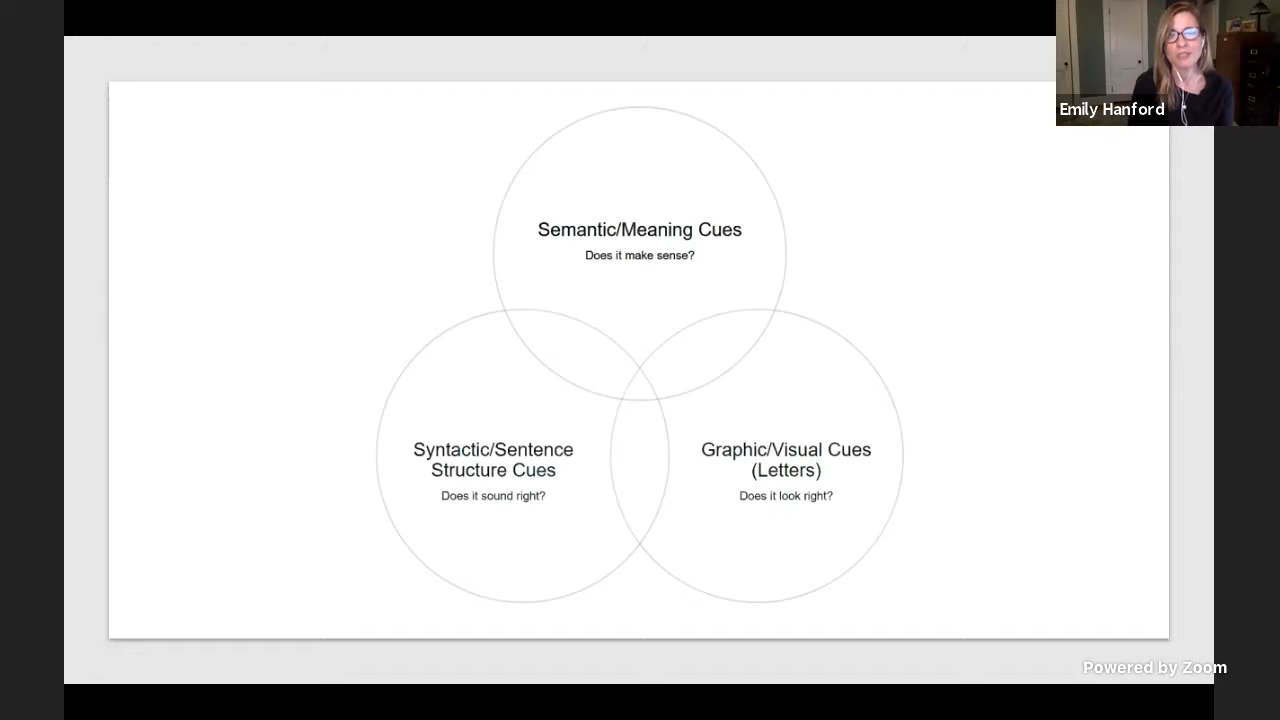 Emily Hanford
Semantic/Meaning Cues
Does it make sense?
Syntactic/Sentence
Structure Cues
Does it sound right?
Graphic/Visual Cues
(Letters)
Does it look right?
Powered by Zoom